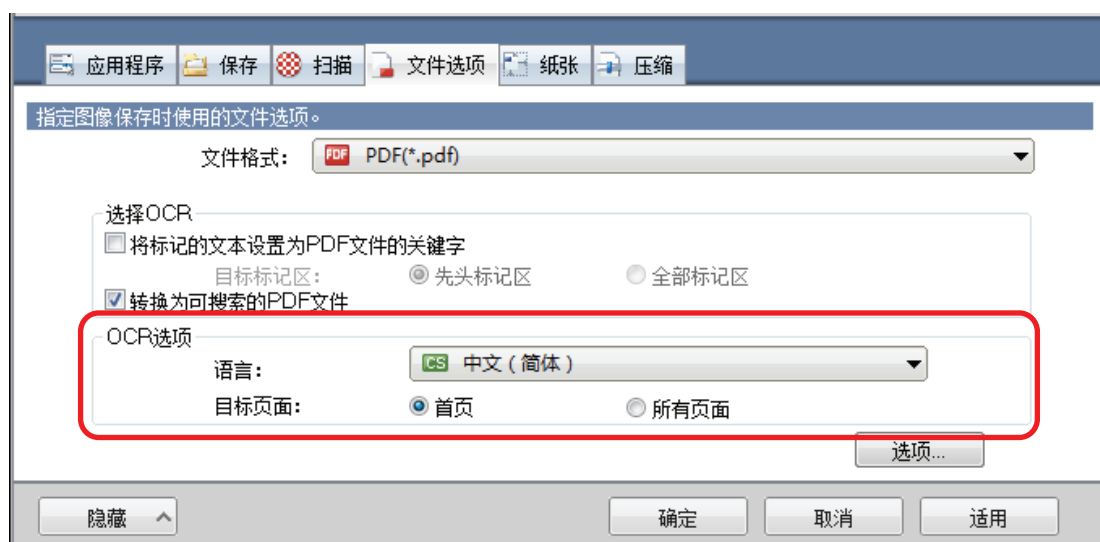 应用程序 保存 扫描 文件选项 纸张 压缩
指定图像保存时使用的文件选项。
文件格式： PDF PDF(*.pdf)
选择OCR
将标记的文本设置为PDF文件的关键字
目标标记区： 先头标记区 全部标记区
转换为可搜索的PDF文件
OCR选项
语言： CS 中文（简体）
目标页面： 首页 所有页面
选项...
隐藏 确定 取消 适用